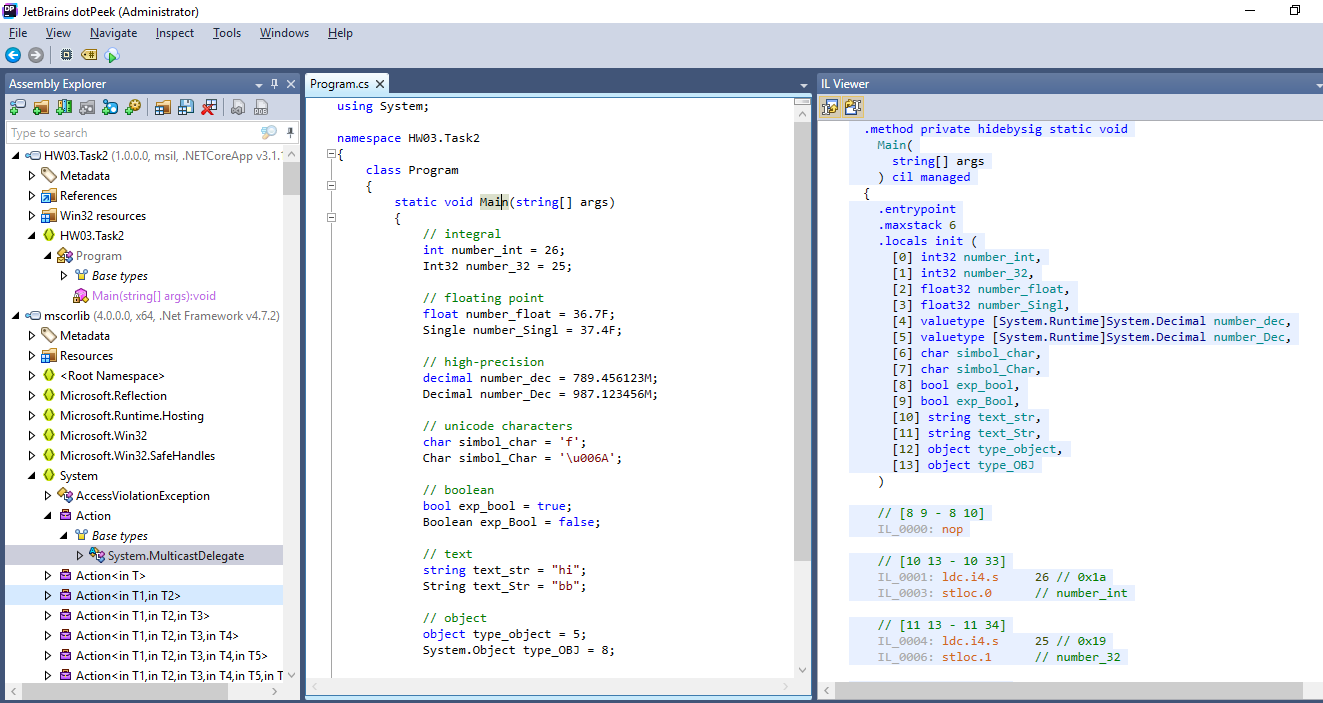 JetBrains dotPeek (Administrator)
File View Navigate Inspect Tools Windows Help
Assembly Explorer
Type to search
HW03.Task2 (1.0.0.0, msil, .NETCoreApp v3.1.
Metadata
References
Win32 resources
HW03.Task2
Program
Base types
Main(string[] args):void
mscorlib (4.0.0.0, x64, .Net Framework v4.7.2)
Metadata
Resources
<Root Namespace>
Microsoft.Reflection
Microsoft.Runtime.Hosting
Microsoft.Win32
Microsoft.Win32.SafeHandles
System
AccessViolationException
Action
Base types
System.MulticastDelegate
Action<in T>
Action<in T1,in T2>
Action<in T1,in T2,in T3>
Action<in T1,in T2,in T3,in T4>
Action<in T1,in T2,in T3,in T4,in T5>
Action<in T1,in T2,in T3,in T4,in T5,in T
Program.cs
using System;
namespace HW03.Task2
{
class Program
{
static void Main(string[] args)
{
// integral
int number_int = 26;
Int32 number_32 = 25;
// floating point
float number_float = 36.7F;
Single number_Singl = 37.4F;
// high-precision
decimal number_dec = 789.456123M;
Decimal number_Dec = 987.123456M;
// unicode characters
char simbol_char = 'f';
Char simbol_Char = '\u006A';
// boolean
bool exp_bool = true;
Boolean exp_Bool = false;
// text
string text_str = "hi";
String text_Str = "bb";
// object
object type_object = 5;
System.Object type_OBJ = 8;
IL Viewer
.method private hidebysig static void
Main(
string[] args
) cil managed
{
.entrypoint
.maxstack 6
.locals init (
[0] int32 number_int,
[1] int32 number_32,
[2] float32 number_float,
[3] float32 number_Singl,
[4] valuetype [System.Runtime]System.Decimal number_dec,
[5] valuetype [System.Runtime]System.Decimal number_Dec,
[6] char simbol_char,
[7] char simbol_Char,
[8] bool exp_bool,
[9] bool exp_Bool,
[10] string text_str,
[11] string text_Str,
[12] object type_object,
[13] object type_OBJ
)
// [8 9 - 8 10]
IL_0000: nop
// [10 13 - 10 33]
IL_0001: ldc.i4.s 26 // 0x1a
IL_0003: stloc.0 // number_int
// [11 13 - 11 34]
IL_0004: ldc.i4.s 25 // 0x19
IL_0006: stloc.1 // number_32